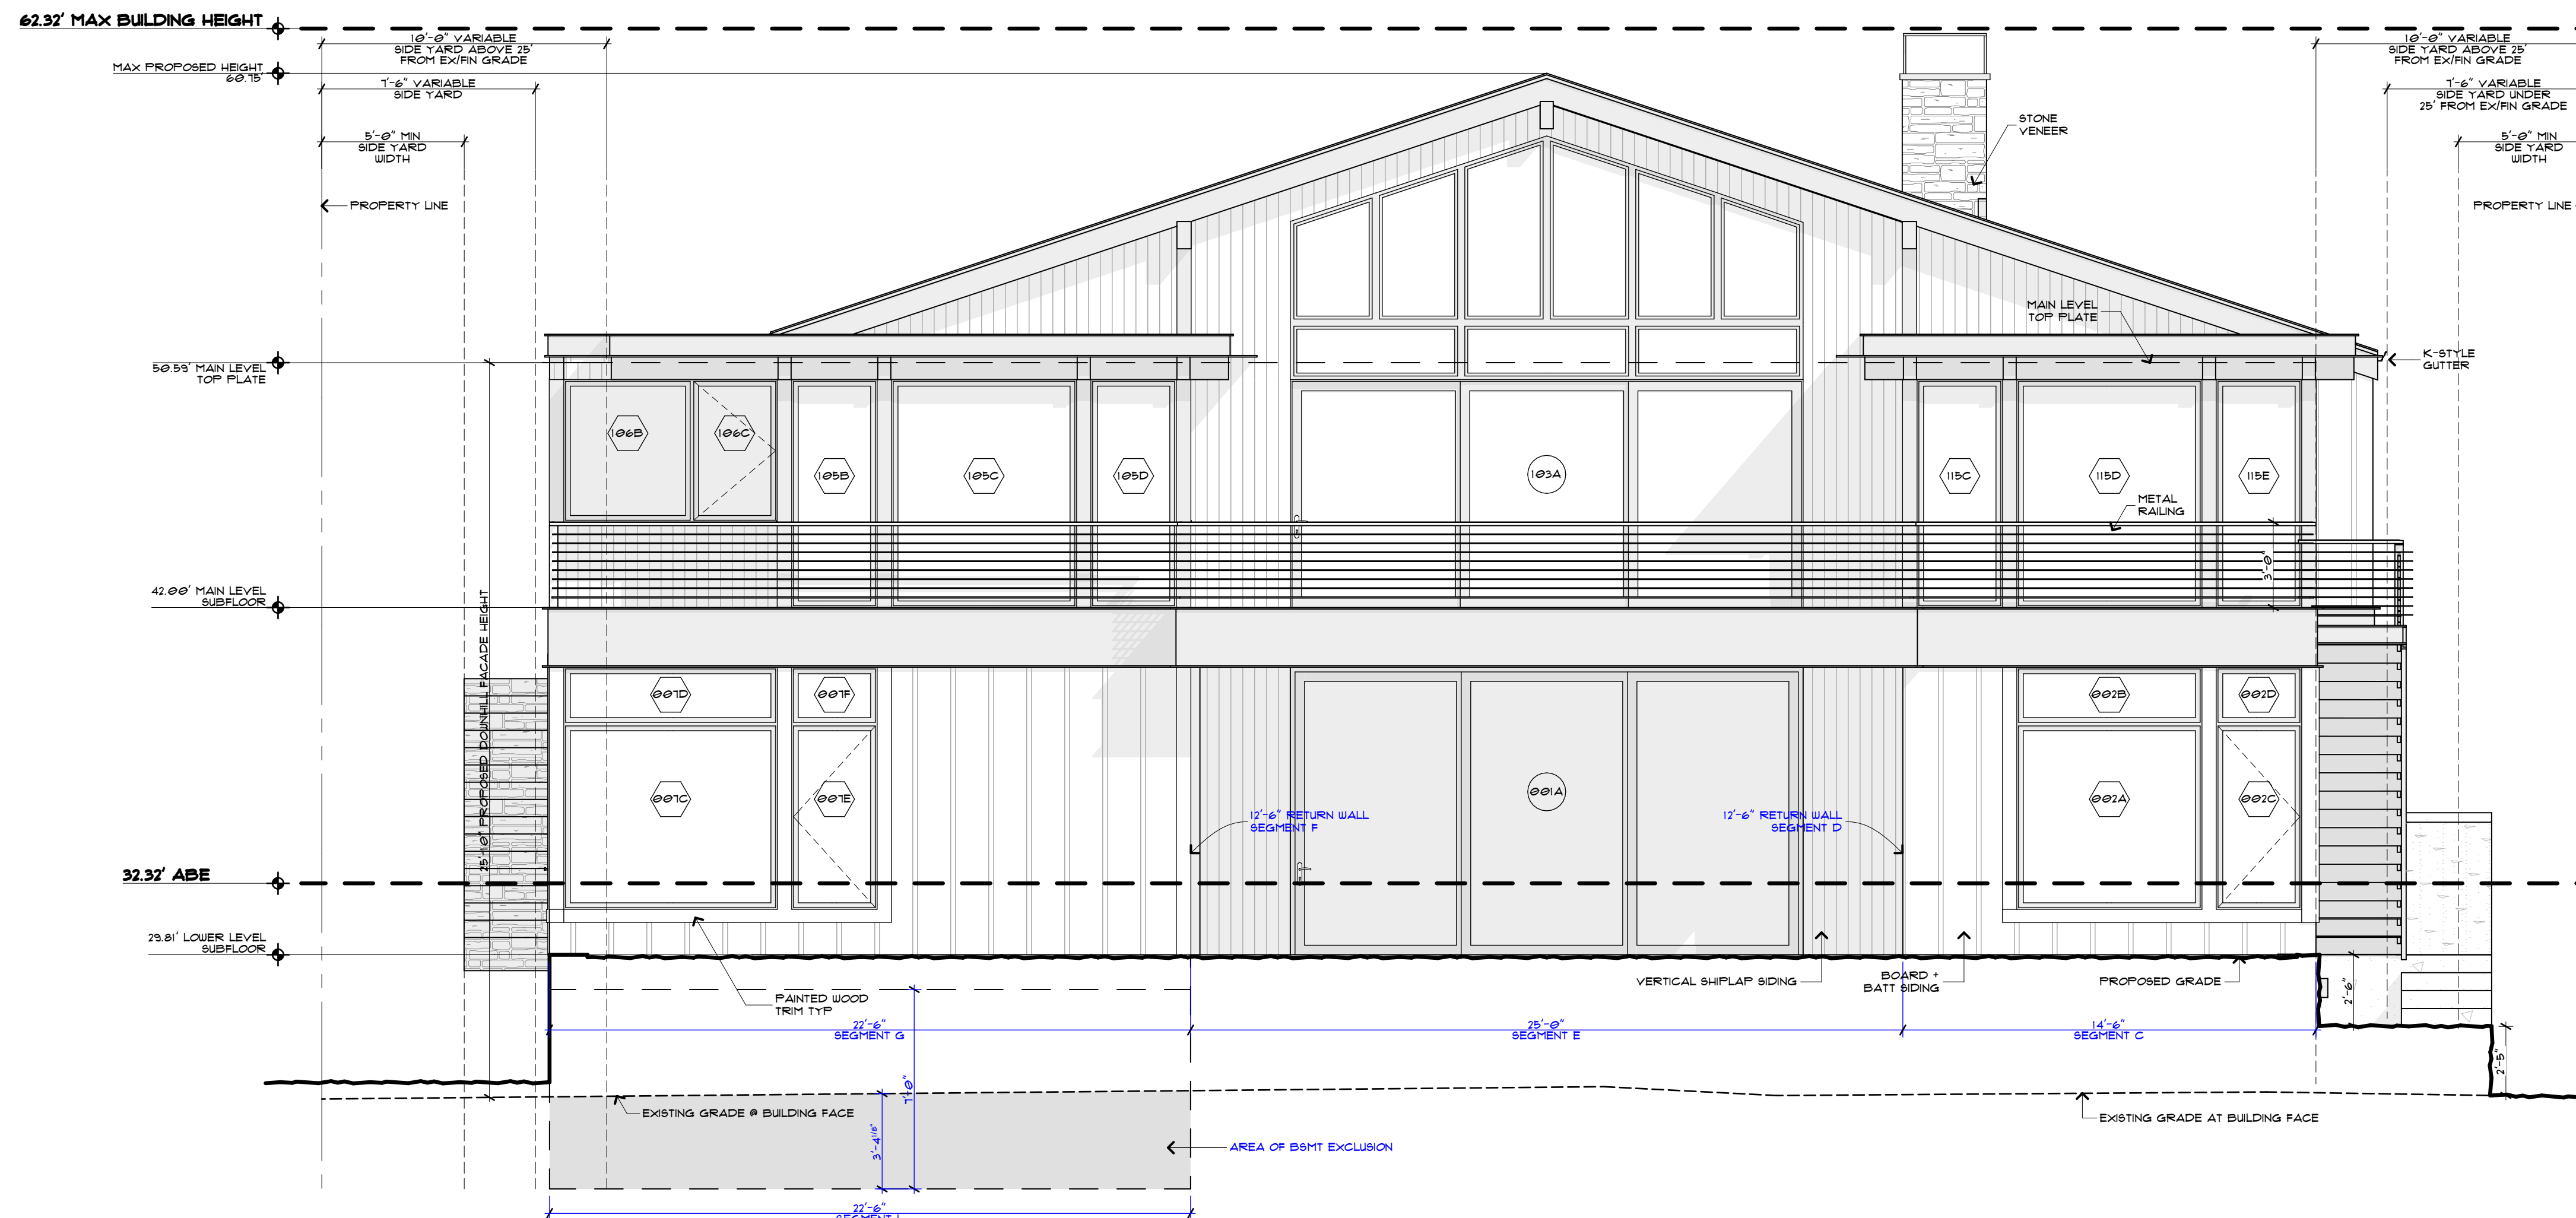 62.32' MAX BUILDING HEIGHT
MAX PROPOSED HEIGHT
60.75'
10'-0" VARIABLE
SIDE YARD ABOVE 25'
FROM EX/FIN GRADE
7'-6" VARIABLE
SIDE YARD
5'-0" MIN
SIDE YARD
WIDTH
PROPERTY LINE
10'-0" VARIABLE
SIDE YARD ABOVE 25'
FROM EX/FIN GRADE
7'-6" VARIABLE
SIDE YARD UNDER
25' FROM EX/FIN GRADE
5'-0" MIN
SIDE YARD
WIDTH
PROPERTY LINE
STONE
VENEER
MAIN LEVEL
TOP PLATE
K-STYLE
GUTTER
50.59' MAIN LEVEL
TOP PLATE
106B
106C
105B
105C
105D
103A
115C
115D
115E
METAL
RAILING
3'-0"
42.00' MAIN LEVEL
SUBFLOOR
25'-10" PROPOSED DOWNHILL FACADE HEIGHT
007D
007F
007C
007E
001A
002B
002D
002A
002C
12'-6" RETURN WALL
SEGMENT F
12'-6" RETURN WALL
SEGMENT D
32.32' ABE
29.81' LOWER LEVEL
SUBFLOOR
PAINTED WOOD
TRIM TYP
VERTICAL SHIPLAP SIDING
BOARD +
BATT SIDING
PROPOSED GRADE
2'-6"
2'-5"
22'-6"
SEGMENT G
25'-0"
SEGMENT E
14'-6"
SEGMENT C
7'-0"
3'-4 1/8"
EXISTING GRADE @ BUILDING FACE
EXISTING GRADE AT BUILDING FACE
AREA OF BSMT EXCLUSION
22'-6"